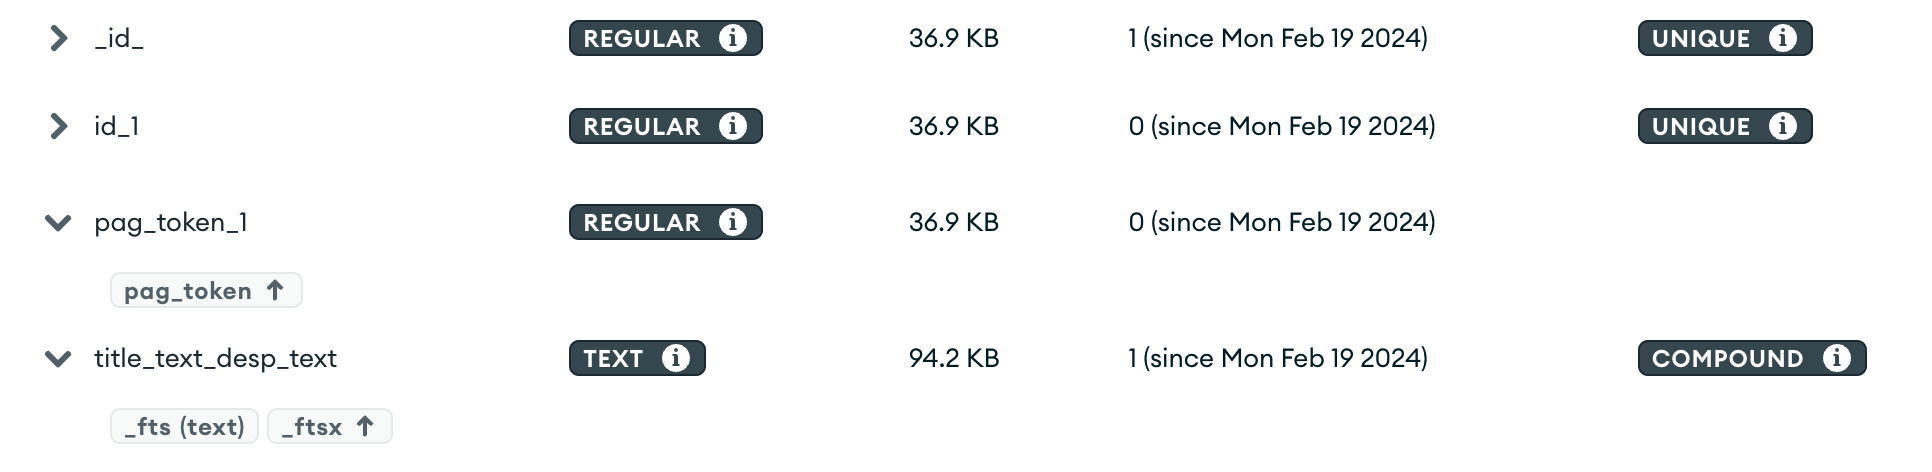 _id_ REGULAR i 36.9 KB 1 (since Mon Feb 19 2024) UNIQUE i
id_1 REGULAR i 36.9 KB 0 (since Mon Feb 19 2024) UNIQUE i
pag_token_1 REGULAR i 36.9 KB 0 (since Mon Feb 19 2024)
pag_token ↑
title_text_desp_text TEXT i 94.2 KB 1 (since Mon Feb 19 2024) COMPOUND i
_fts (text) _ftsx ↑